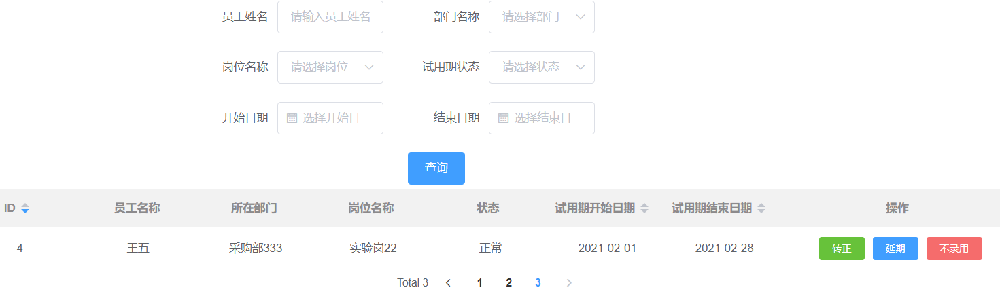 员工姓名 请输入员工姓名 部门名称 请选择部门
岗位名称 请选择岗位 试用期状态 请选择状态
开始日期 选择开始日 结束日期 选择结束日
查询
ID 员工名称 所在部门 岗位名称 状态 试用期开始日期 试用期结束日期 操作
4 王五 采购部333 实验岗22 正常 2021-02-01 2021-02-28 转正 延期 不录用
Total 3 1 2 3